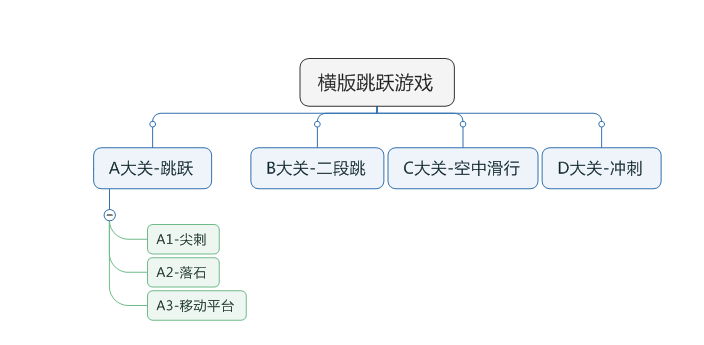 横版跳跃游戏
A大关-跳跃
B大关-二段跳
C大关-空中滑行
D大关-冲刺
A1-尖刺
A2-落石
A3-移动平台